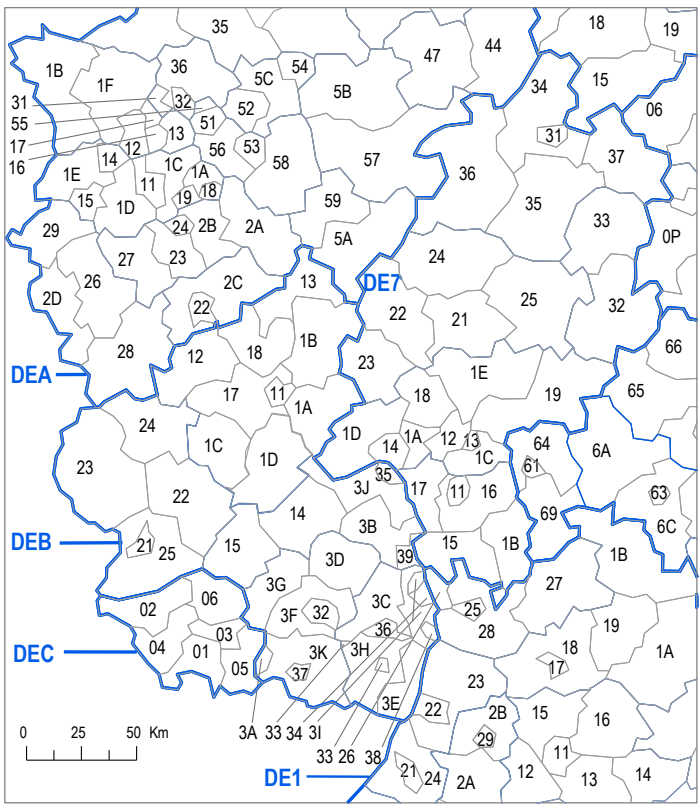 35
18
19
47
44
1B
1F
36
5C
54
5B
34
15
06
31
32
52
55
51
31
17
12
13
56
53
58
37
16
14
1C
57
1E
11
1A
36
15
19
18
59
35
33
1D
24
2B
2A
0P
29
27
23
5A
24
26
2C
13
DE7
25
2D
22
22
21
32
28
12
18
1B
66
DEA
23
1E
17
11
18
19
65
24
1A
1D
14
1A
12
13
64
6A
1C
1D
1C
61
23
35
3J
17
11
16
63
22
14
69
6C
3B
DEB
21
25
15
39
15
1B
1B
3D
3G
27
06
3C
02
3F
32
25
03
36
28
19
DEC
04
01
3K
3H
18
1A
05
37
17
23
3E
22
2B
15
16
3A
33
34
3I
26
38
29
11
0 25 50 Km
DE1
21
24
2A
12
13
14